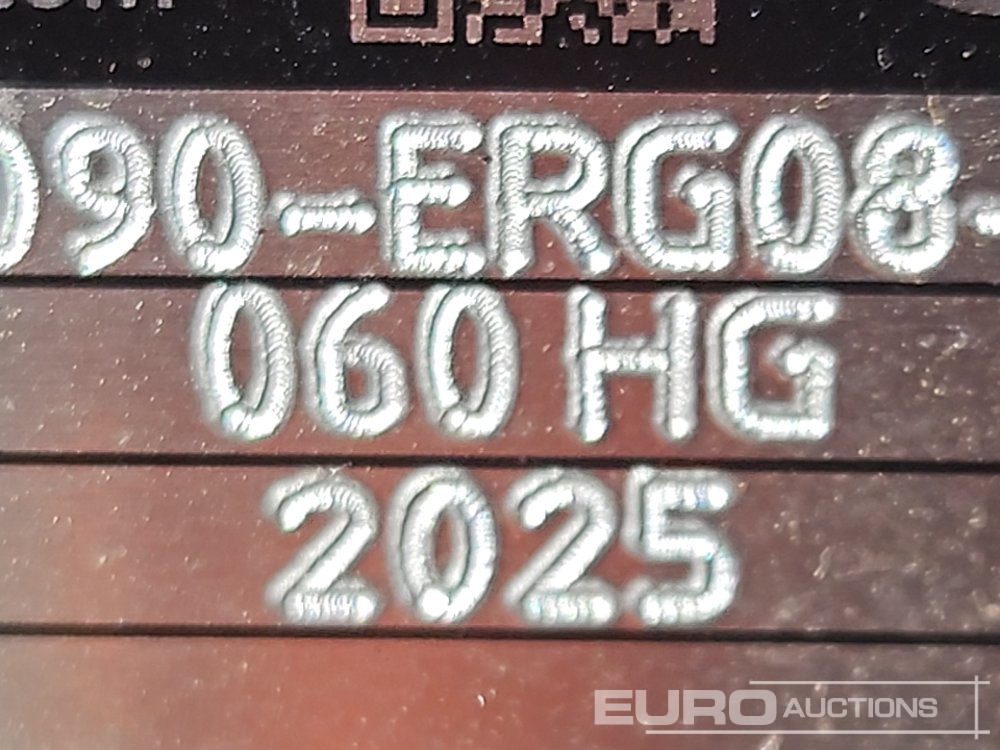 090-ERG08-
060 HG
2025
EURO AUCTIONS